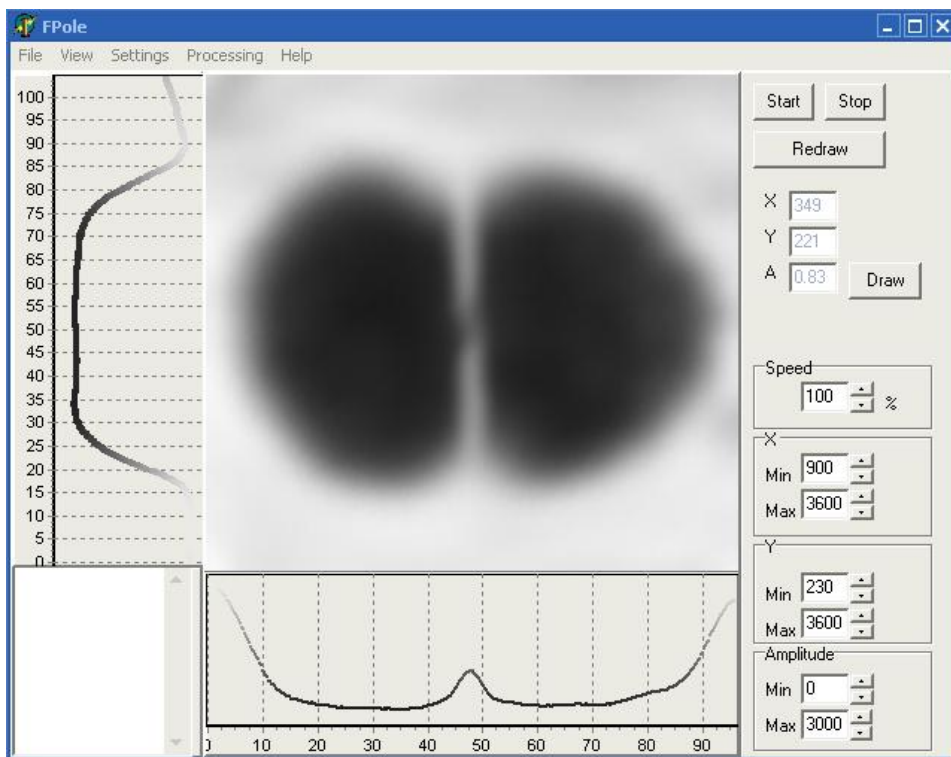 FPole
File View Settings Processing Help
100
95
90
85
80
75
70
65
60
55
50
45
40
35
30
25
20
15
10
5
0
10 20 30 40 50 60 70 80 90
Start Stop
Redraw
X 349
Y 221
A 0.83 Draw
Speed
100 %
X
Min 900
Max 3600
Y
Min 230
Max 3600
Amplitude
Min 0
Max 3000